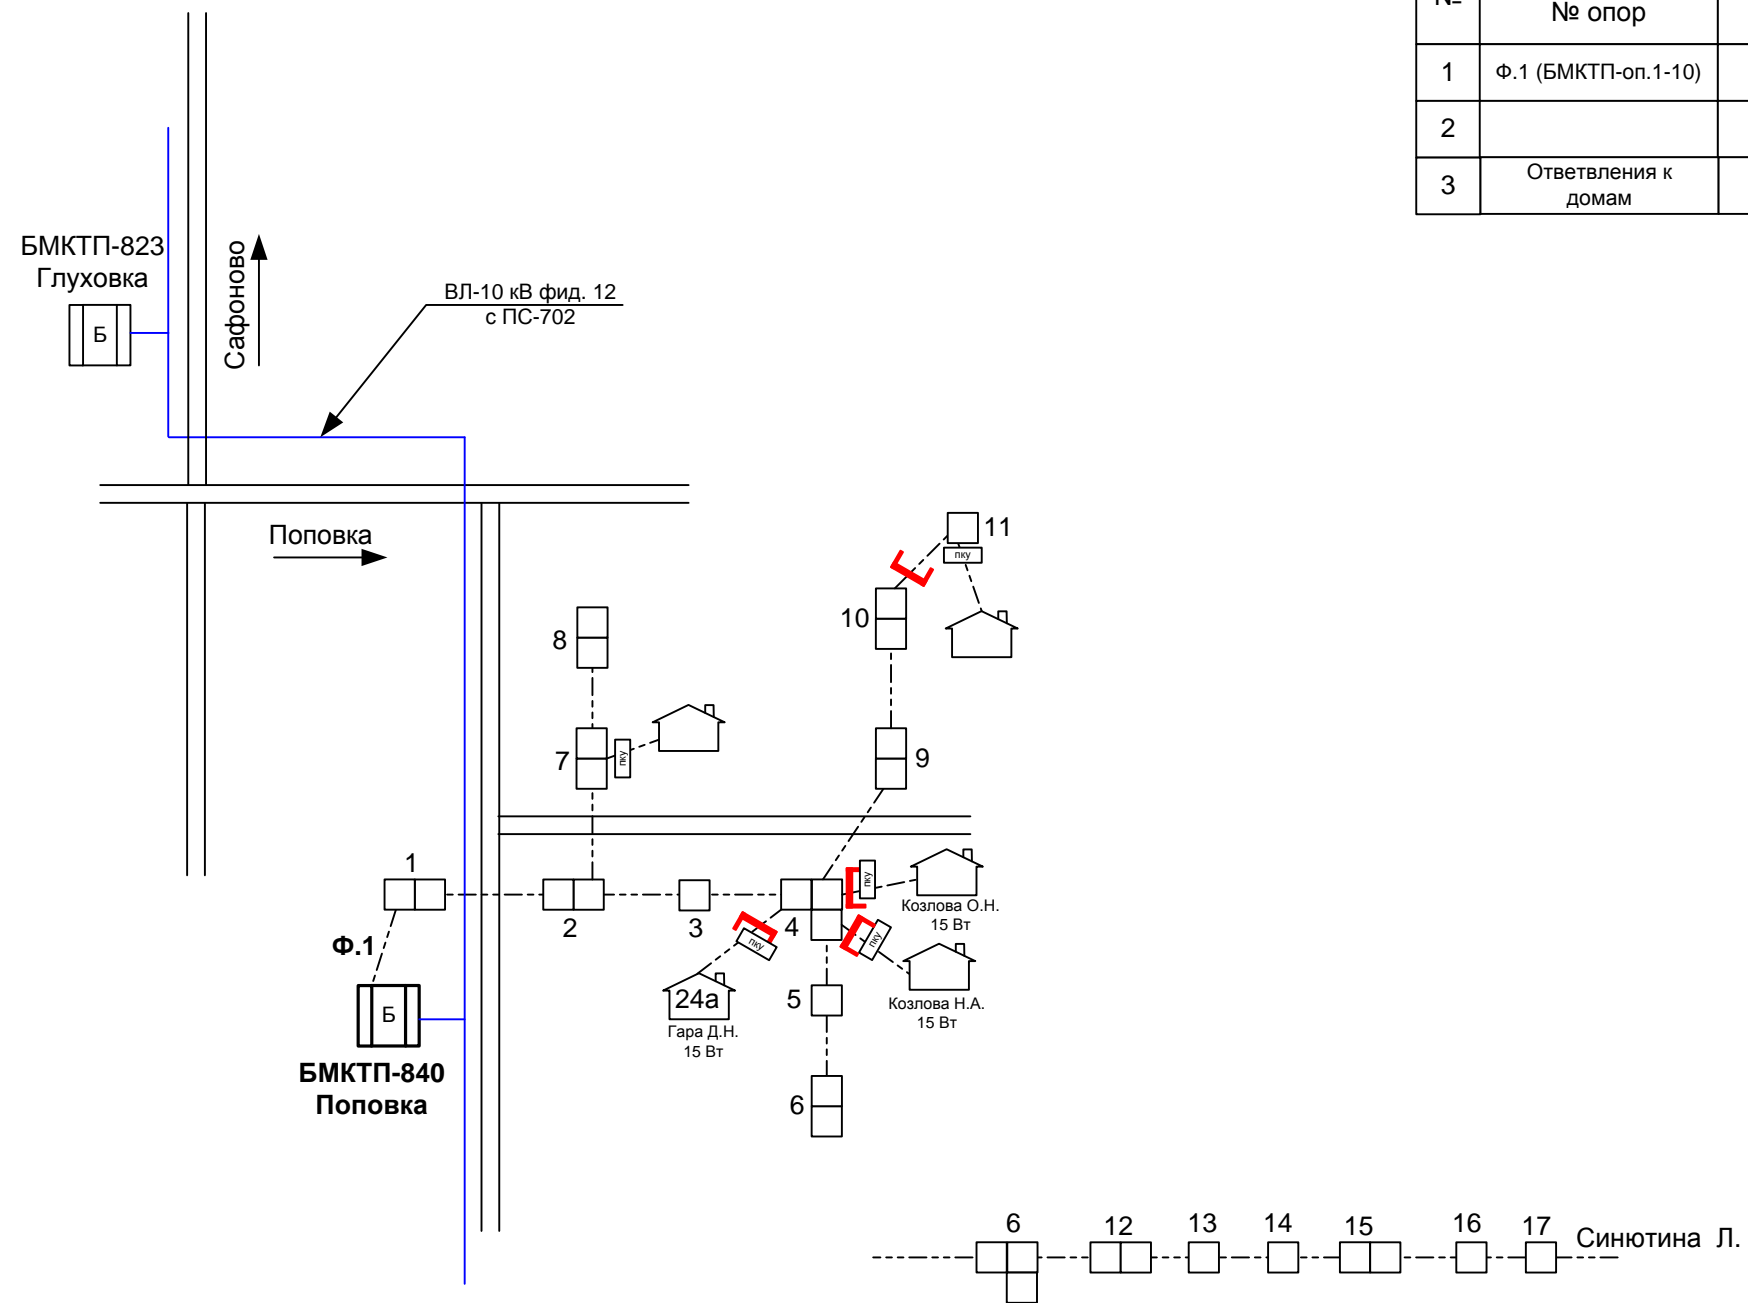 № опор
1 Ф.1 (БМКТП-оп.1-10)
2
3 Ответвления к
домам
БМКТП-823
Глуховка
Б
Сафоново
ВЛ-10 кВ фид. 12
с ПС-702
Поповка
11
пку
10
8
7
пку
9
1
2
3
4
пку
Козлова О.Н.
15 Вт
пку
пку
Ф.1
24а
Гара Д.Н.
15 Вт
5
Козлова Н.А.
15 Вт
Б
БМКТП-840
Поповка
6
6 12 13 14 15 16 17 Синютина Л.